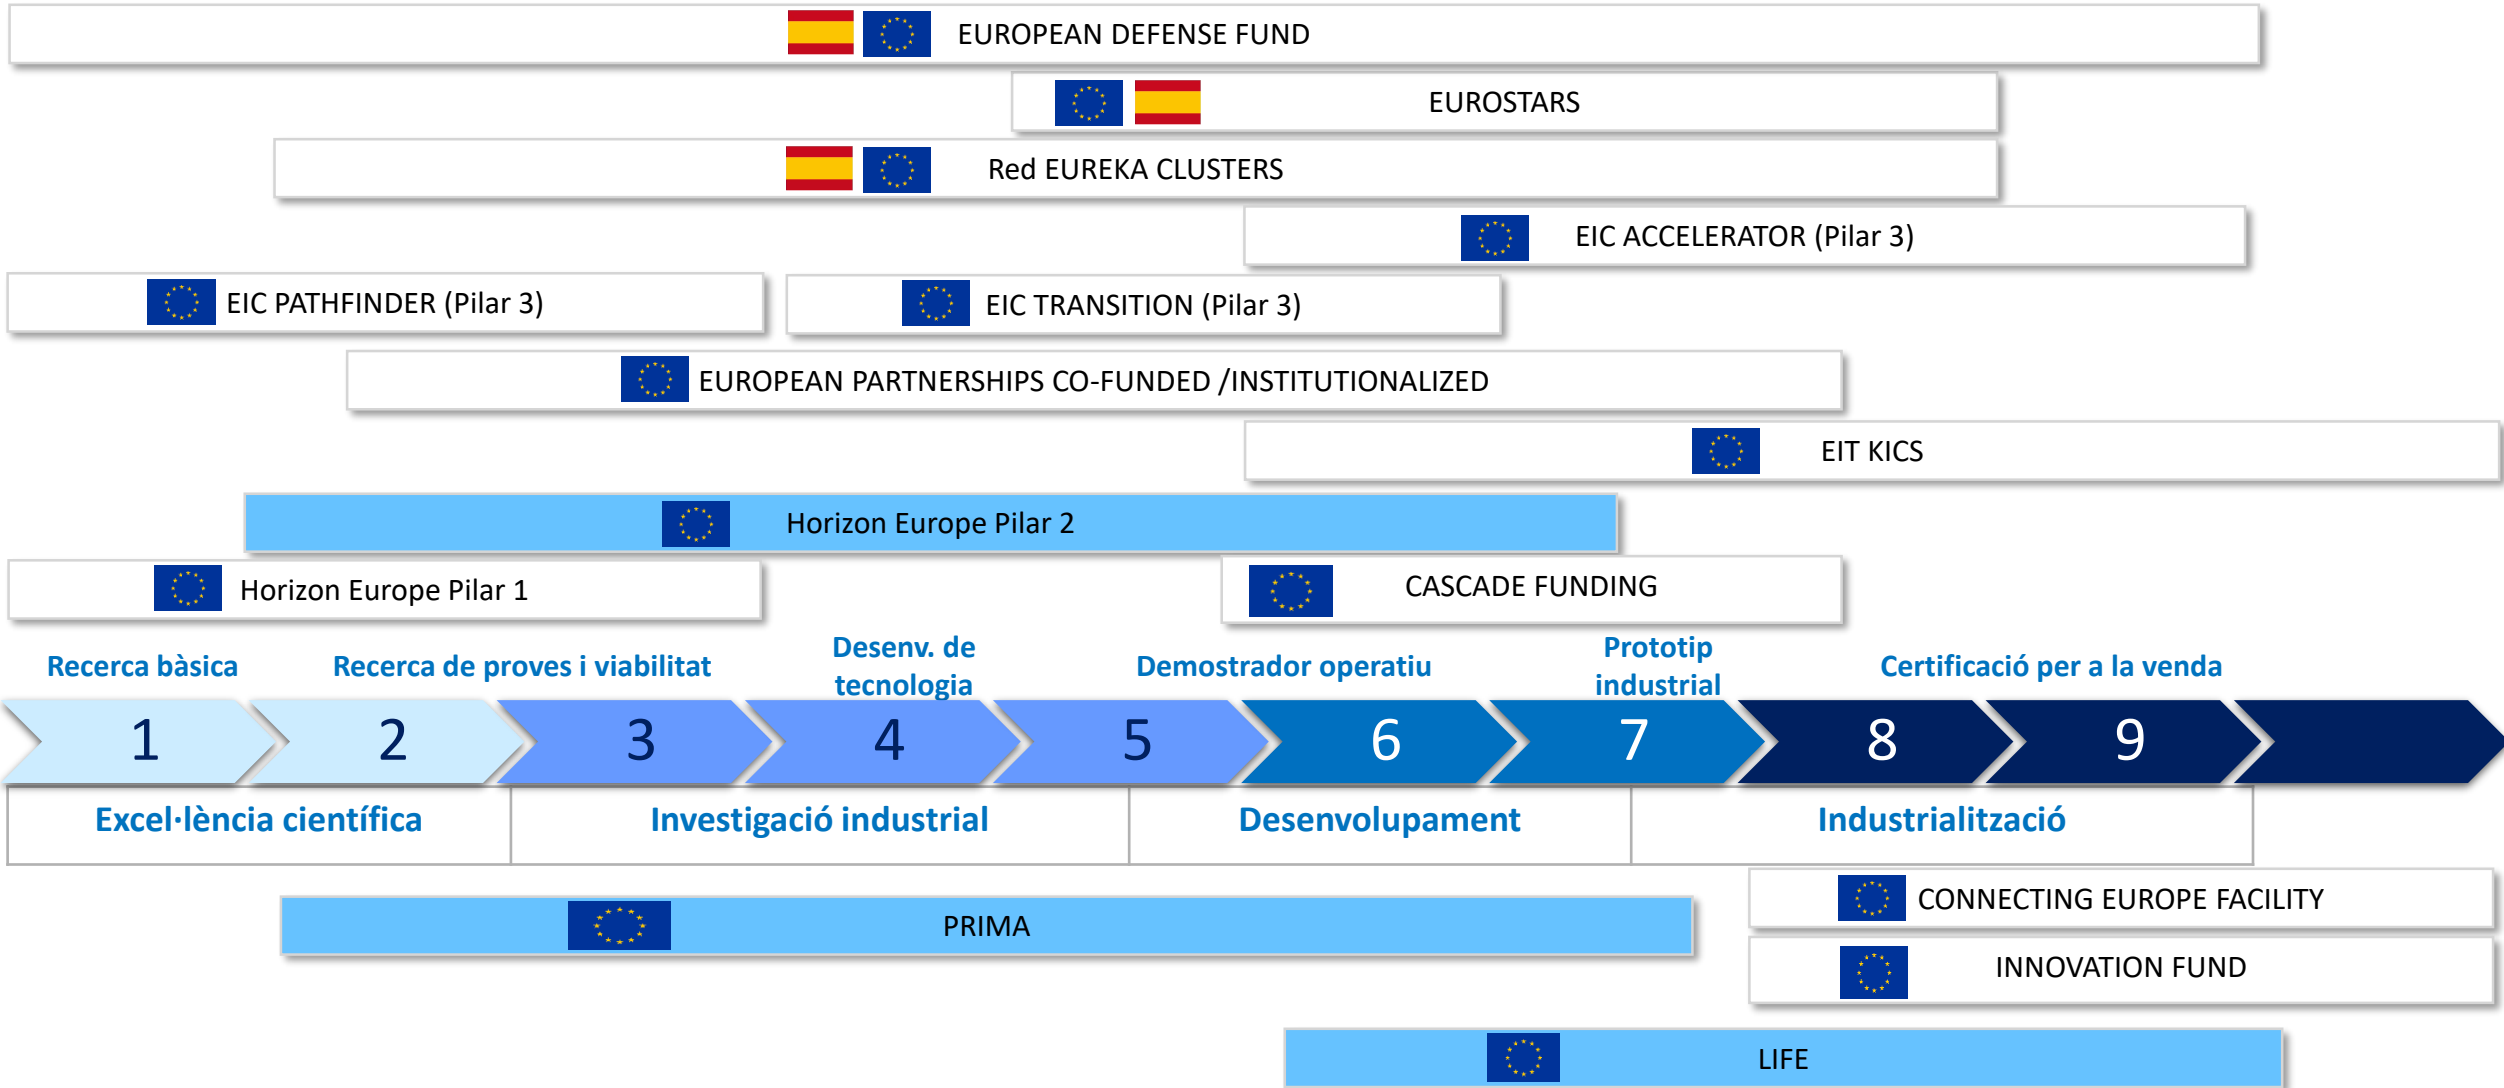 EUROPEAN DEFENSE FUND
EUROSTARS
Red EUREKA CLUSTERS
EIC ACCELERATOR (Pilar 3)
EIC PATHFINDER (Pilar 3)
EIC TRANSITION (Pilar 3)
EUROPEAN PARTNERSHIPS CO-FUNDED /INSTITUTIONALIZED
EIT KICS
Horizon Europe Pilar 2
Horizon Europe Pilar 1
CASCADE FUNDING
Recerca bàsica
Recerca de proves i viabilitat
Desenv. de
tecnologia
Demostrador operatiu
Prototip
industrial
Certificació per a la venda
1
2
3
4
5
6
7
8
9
Excel·lència científica
Investigació industrial
Desenvolupament
Industrialització
CONNECTING EUROPE FACILITY
PRIMA
INNOVATION FUND
LIFE